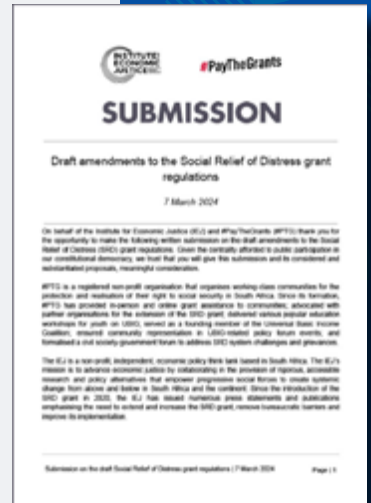 INSTITUTE
ECONOMIC
JUSTICE
#PayTheGrants
SUBMISSION
Draft amendments to the Social Relief of Distress grant
regulations
7 March 2024
On behalf of the Institute for Economic Justice (IEJ) and #PayTheGrants (#PTG) thank you for
the opportunity to make the following written submission on the draft amendments to the Social
Relief of Distress (SRD) grant regulations. Given the centrality afforded to public participation in
our constitutional democracy, we trust that you will give this submission and its considered and
substantiated proposals, meaningful consideration.
#PTG is a registered non-profit organisation that organises working-class communities for the
protection and realisation of their right to social security in South Africa. Since its formation,
#PTG has provided in-person and online grant assistance to communities; advocated with
partner organisations for the extension of the SRD grant; delivered various popular education
workshops for youth on UBIG, served as a founding member of the Universal Basic Income
Coalition, ensured community representation in UBIG-related policy forum events, and
formalised a civil society-government forum to address SRD system challenges and grievances.
The IEJ is a non-profit, independent, economic policy think tank based in South Africa. The IEJ's
mission is to advance economic justice by collaborating in the provision of rigorous, accessible
research and policy alternatives that empower progressive social forces to create systemic
change from above and below in South Africa and the continent. Since the introduction of the
SRD grant in 2020, the IEJ has issued numerous press statements and publications
emphasising the need to extend and increase the SRD grant, remove bureaucratic barriers and
improve its implementation.
Submission on the draft Social Relief of Distress grant regulations | 7 March 2024
Page | 1